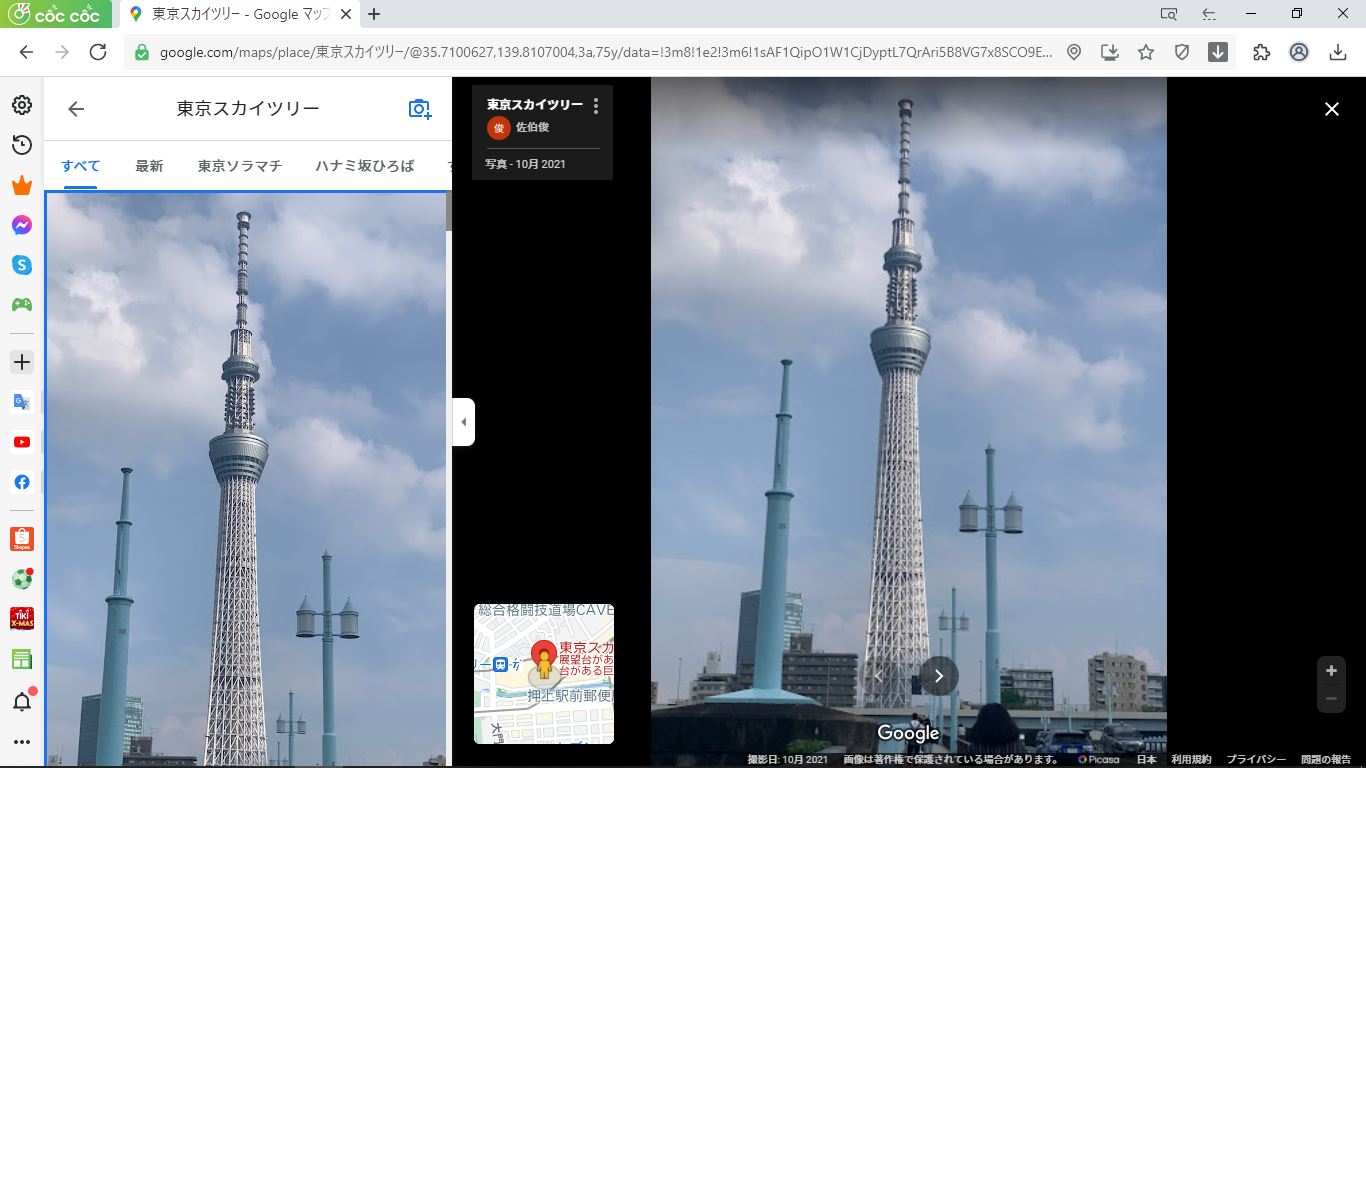 cốc cốc
東京スカイツリー - Google マップ
google.com/maps/place/東京スカイツリー/@35.7100627,139.8107004,3a,75y/data=!3m8!1e2!3m6!1sAF1QipO1W1CjDyptL7QrAri5B8VG7x8SCO9E...
東京スカイツリー
すべて 最新 東京ソラマチ ハナミ坂ひろば
東京スカイツリー
俊 佐伯俊
写真 - 10月 2021
総合格闘技道場CAVE
東京スカ
展望台があ
台がある巨
押上駅前郵便局
大門
Shopee
TIKI
X-MAS
Google
撮影日: 10月 2021 画像は著作権で保護されている場合があります。 Picasa 日本 利用規約 プライバシー 問題の報告